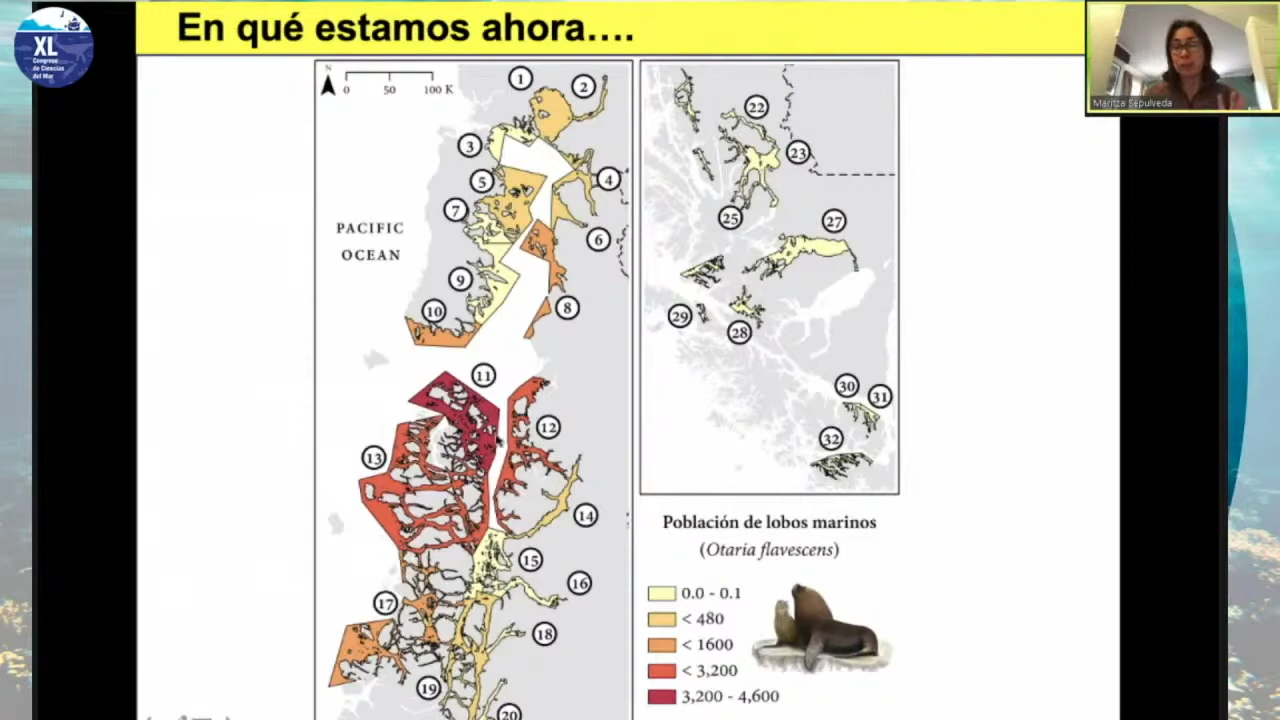 En qué estamos ahora....
XL
Congreso
de Ciencias
del Mar
Maritza Sepulveda
N
0 50 100 K
1
2
3
4
5
6
7
8
9
10
PACIFIC
OCEAN
11
12
13
14
15
16
17
18
19
20
22
23
25
27
28
29
30
31
32
Población de lobos marinos
(Otaria flavescens)
0.0 - 0.1
< 480
< 1600
< 3,200
3,200 - 4,600